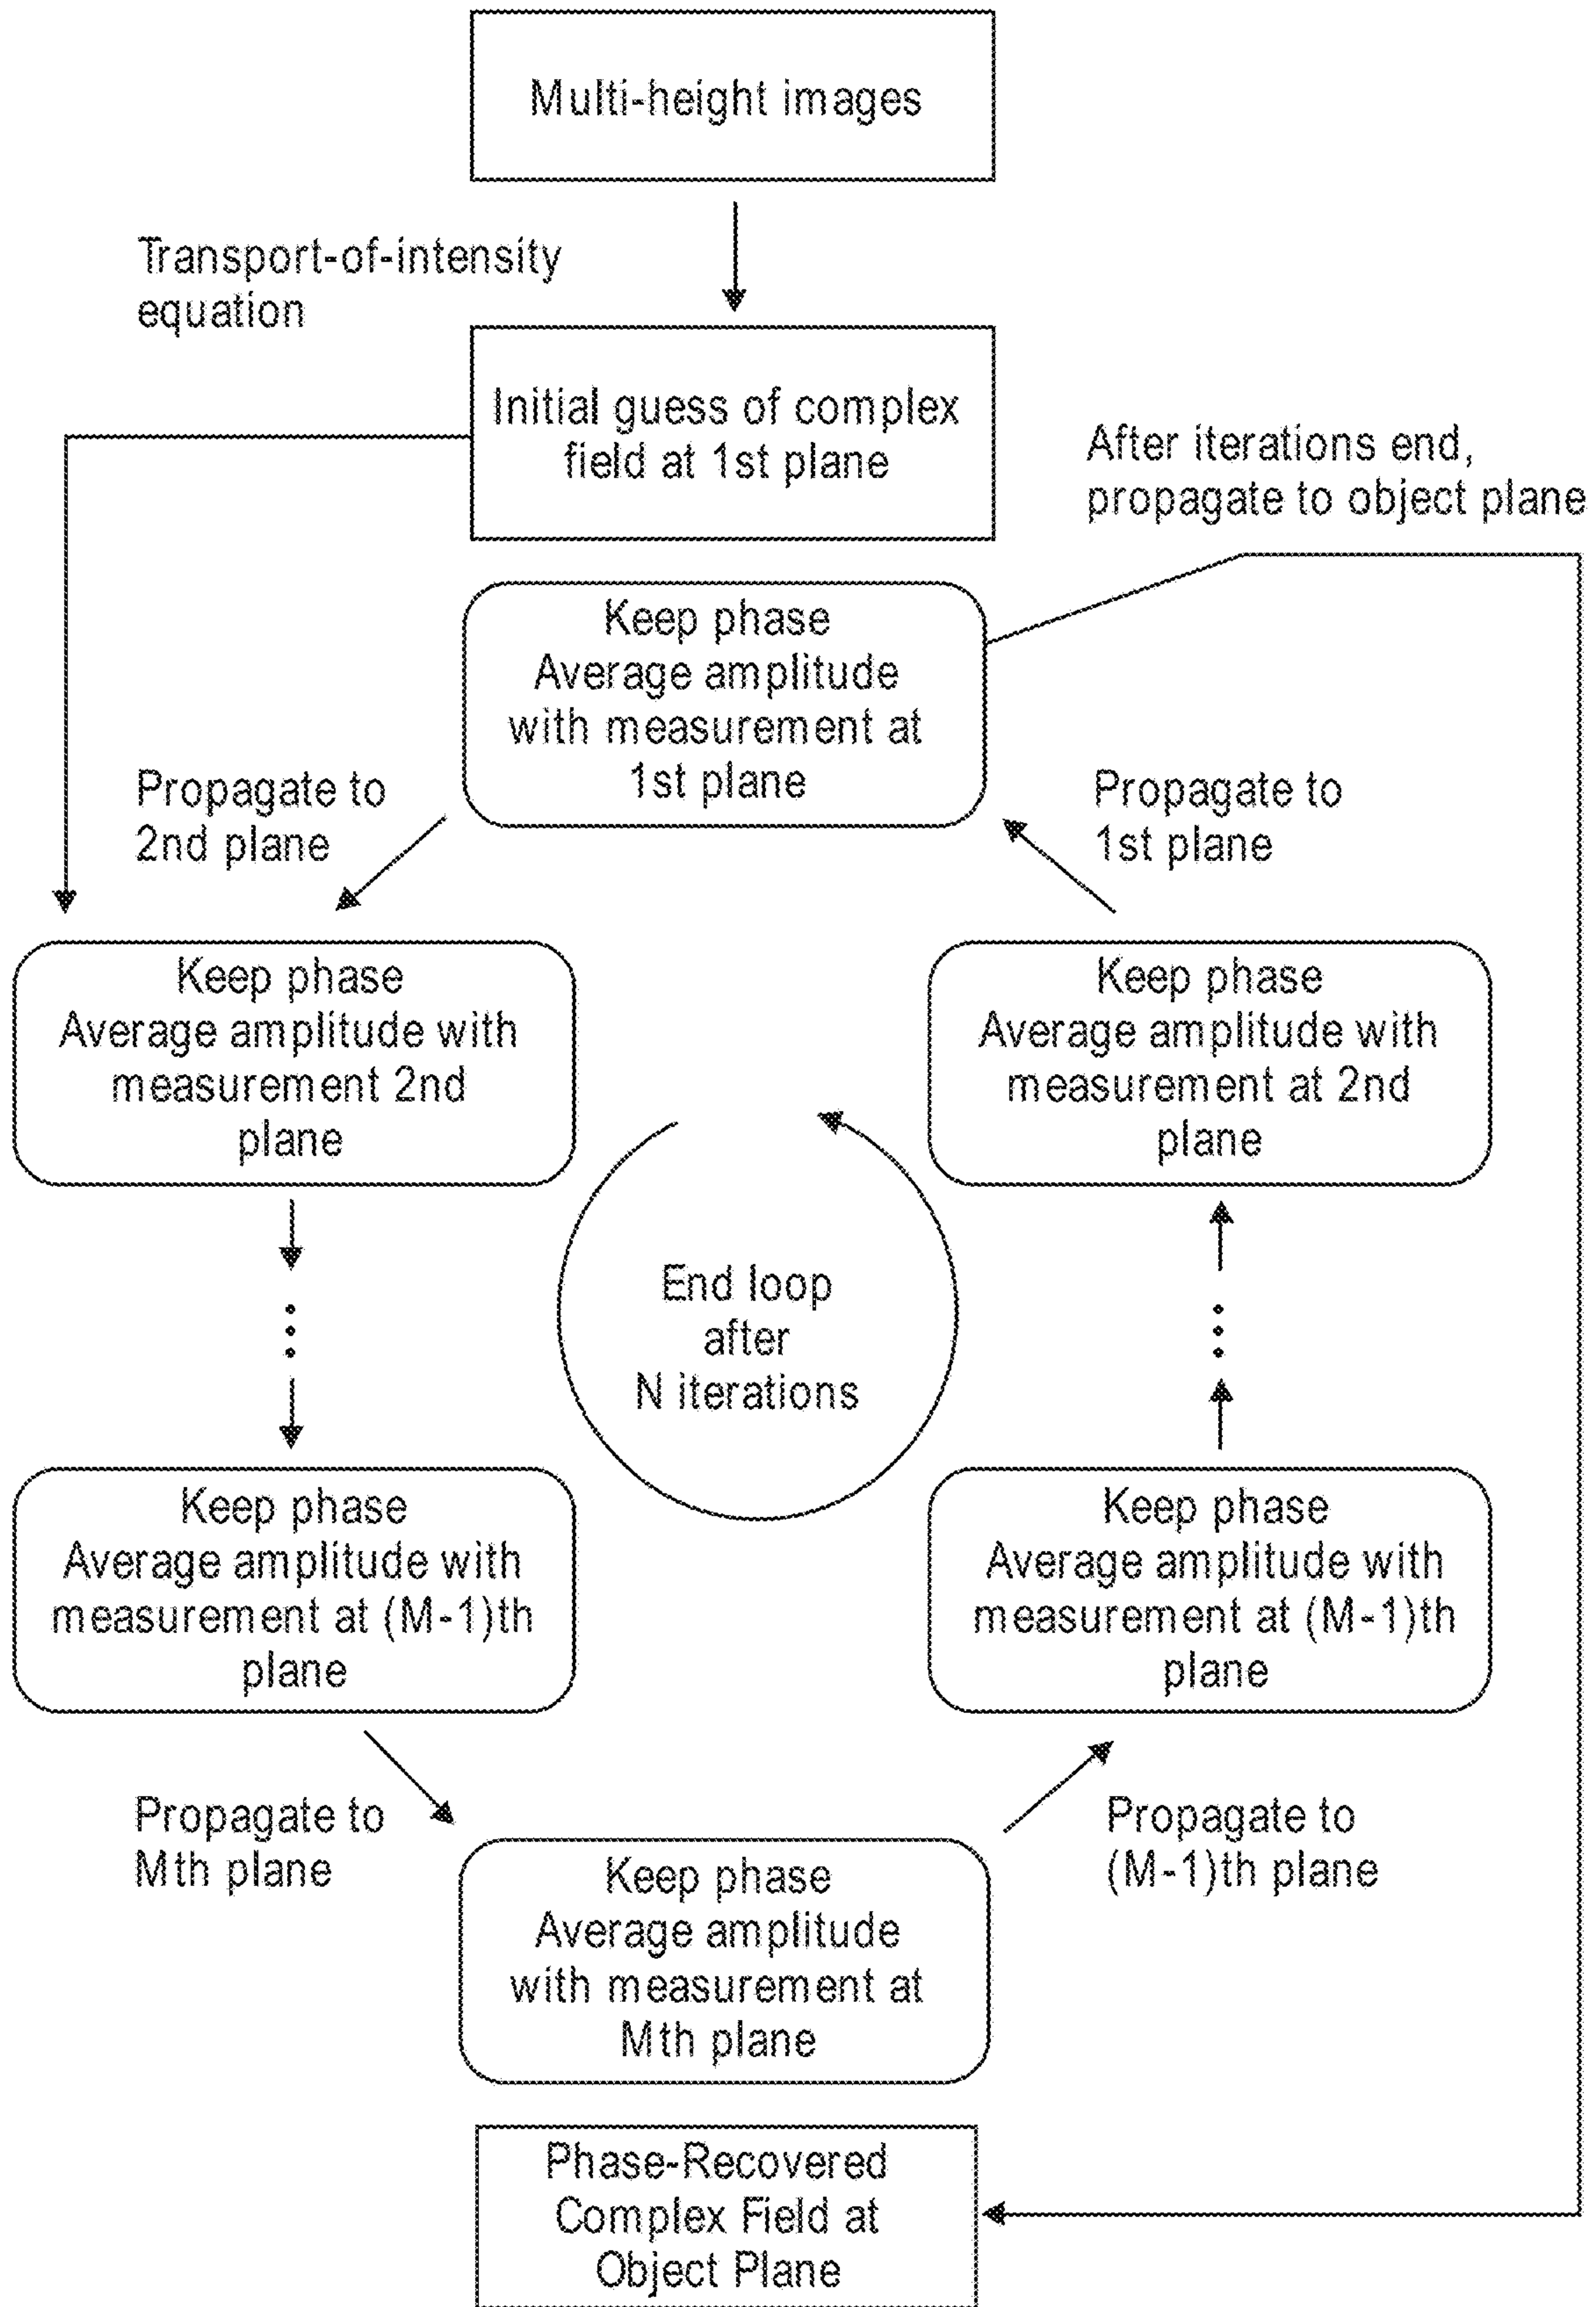 Multi-height images
Transport-of-intensity
equation
Initial guess of complex
field at 1st plane
After iterations end,
propagate to object plane
Keep phase
Average amplitude
with measurement at
1st plane
Propagate to
2nd plane
Propagate to
1st plane
Keep phase
Average amplitude with
measurement 2nd
plane
Keep phase
Average amplitude with
measurement at 2nd
plane
End loop
after
N iterations
Keep phase
Average amplitude with
measurement at (M-1)th
plane
Keep phase
Average amplitude with
measurement at (M-1)th
plane
Propagate to
Mth plane
Propagate to
(M-1)th plane
Keep phase
Average amplitude
with measurement at
Mth plane
Phase-Recovered
Complex Field at
Object Plane